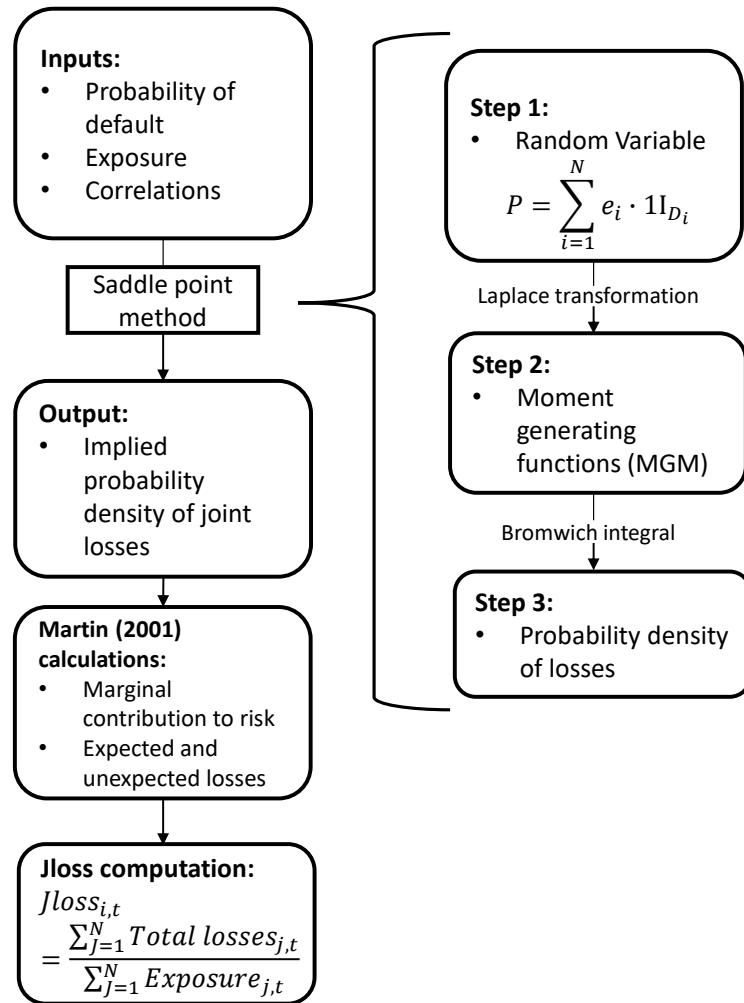 Inputs:
• Probability of
default
• Exposure
• Correlations
Saddle point
method
Output:
• Implied
probability
density of joint
losses
Martin (2001)
calculations:
• Marginal
contribution to risk
• Expected and
unexpected losses
Jloss computation:
Jloss_{i,t}
= \frac{\sum_{J=1}^{N} Total losses_{j,t}}{\sum_{J=1}^{N} Exposure_{j,t}}
Step 1:
• Random Variable
P = \sum_{i=1}^{N} e_i · 1I_{D_i}
Laplace transformation
Step 2:
• Moment
generating
functions (MGM)
Bromwich integral
Step 3:
• Probability density
of losses